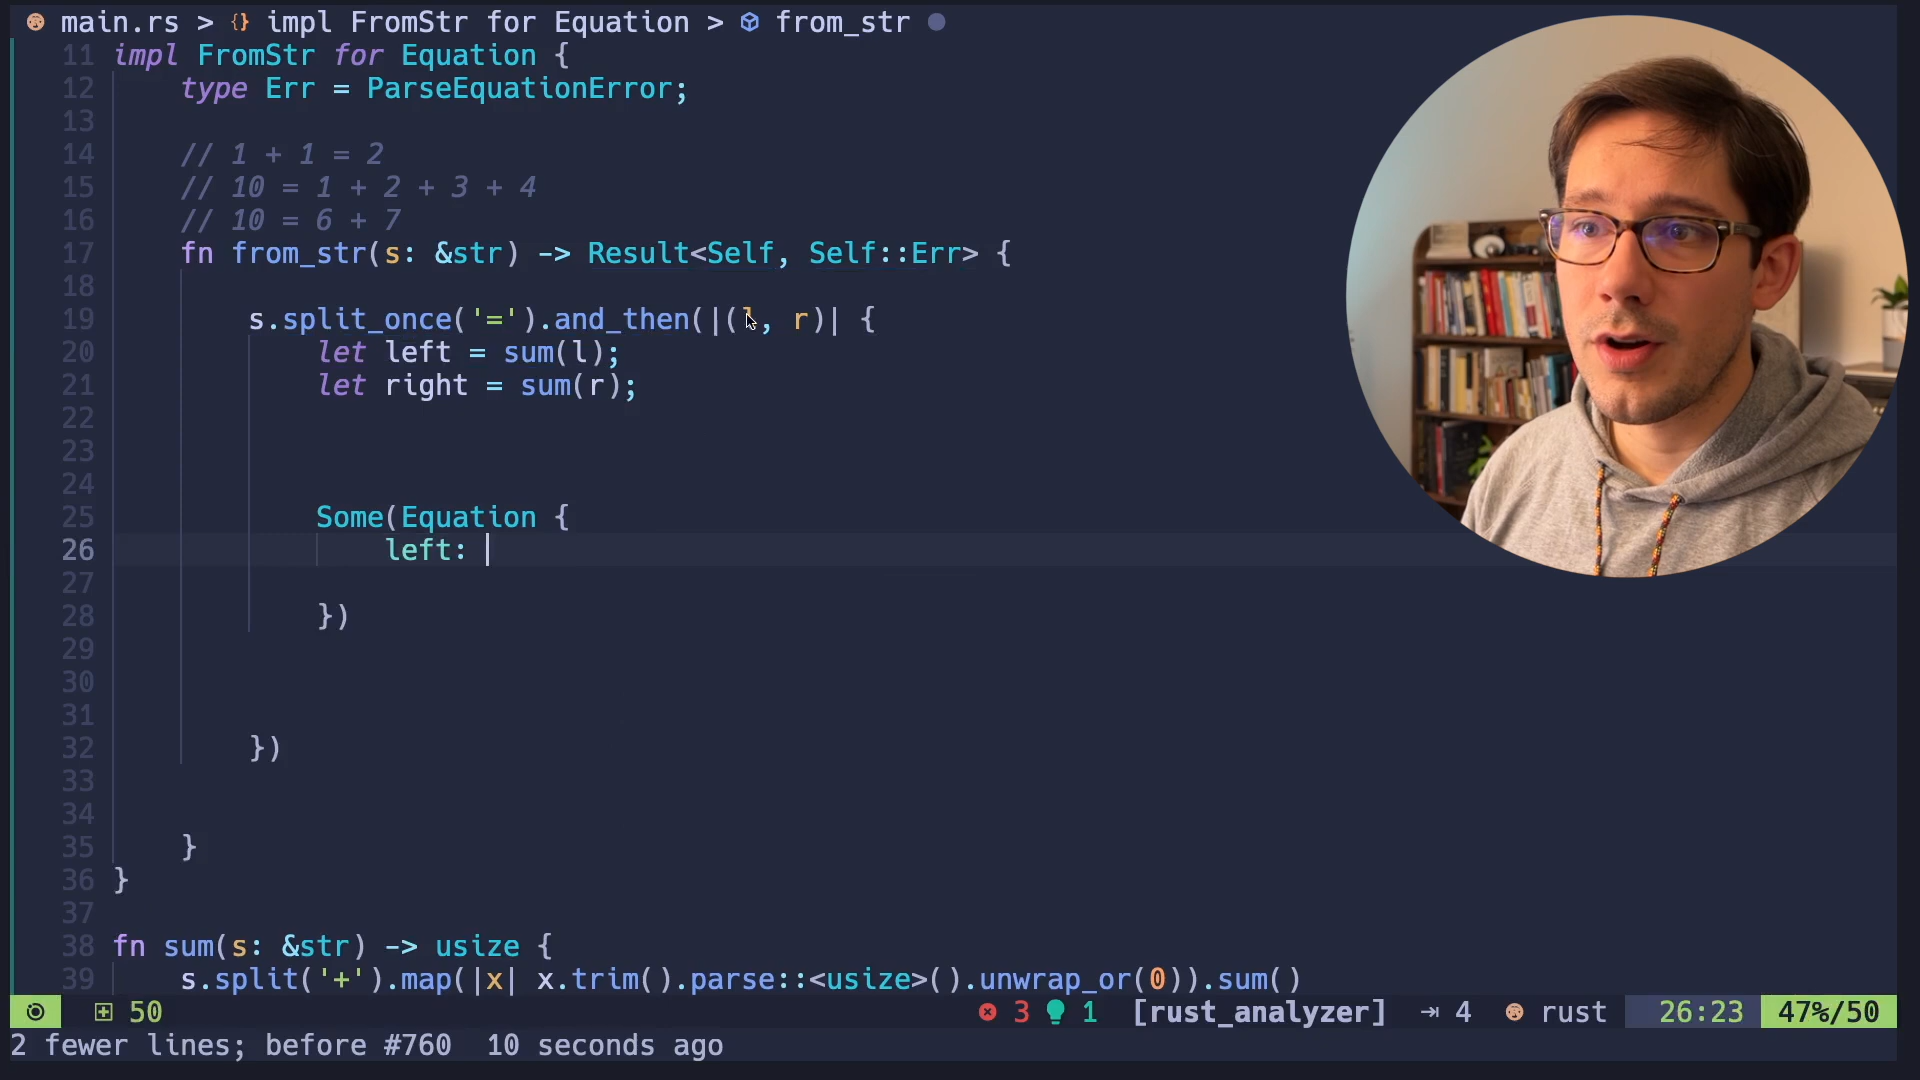 main.rs > {} impl FromStr for Equation > from_str
11 impl FromStr for Equation {
12 type Err = ParseEquationError;
13
14 // 1 + 1 = 2
15 // 10 = 1 + 2 + 3 + 4
16 // 10 = 6 + 7
17 fn from_str(s: &str) -> Result<Self, Self::Err> {
18
19 s.split_once('=').and_then(|(l, r)| {
20 let left = sum(l);
21 let right = sum(r);
22
23
24
25 Some(Equation {
26 left:
27
28 })
29
30
31
32 })
33
34
35 }
36 }
37
38 fn sum(s: &str) -> usize {
39 s.split('+').map(|x| x.trim().parse::<usize>().unwrap_or(0)).sum()
50 3 1 [rust_analyzer] ⇥ 4 rust 26:23 47%/50
2 fewer lines; before #760 10 seconds ago